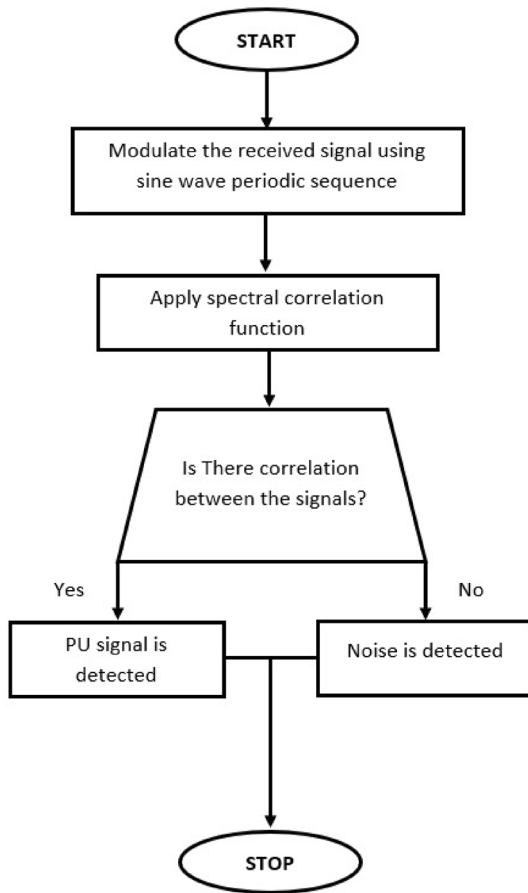 START
Modulate the received signal using
sine wave periodic sequence
Apply spectral correlation
function
Is There correlation
between the signals?
Yes
No
PU signal is
detected
Noise is detected
STOP